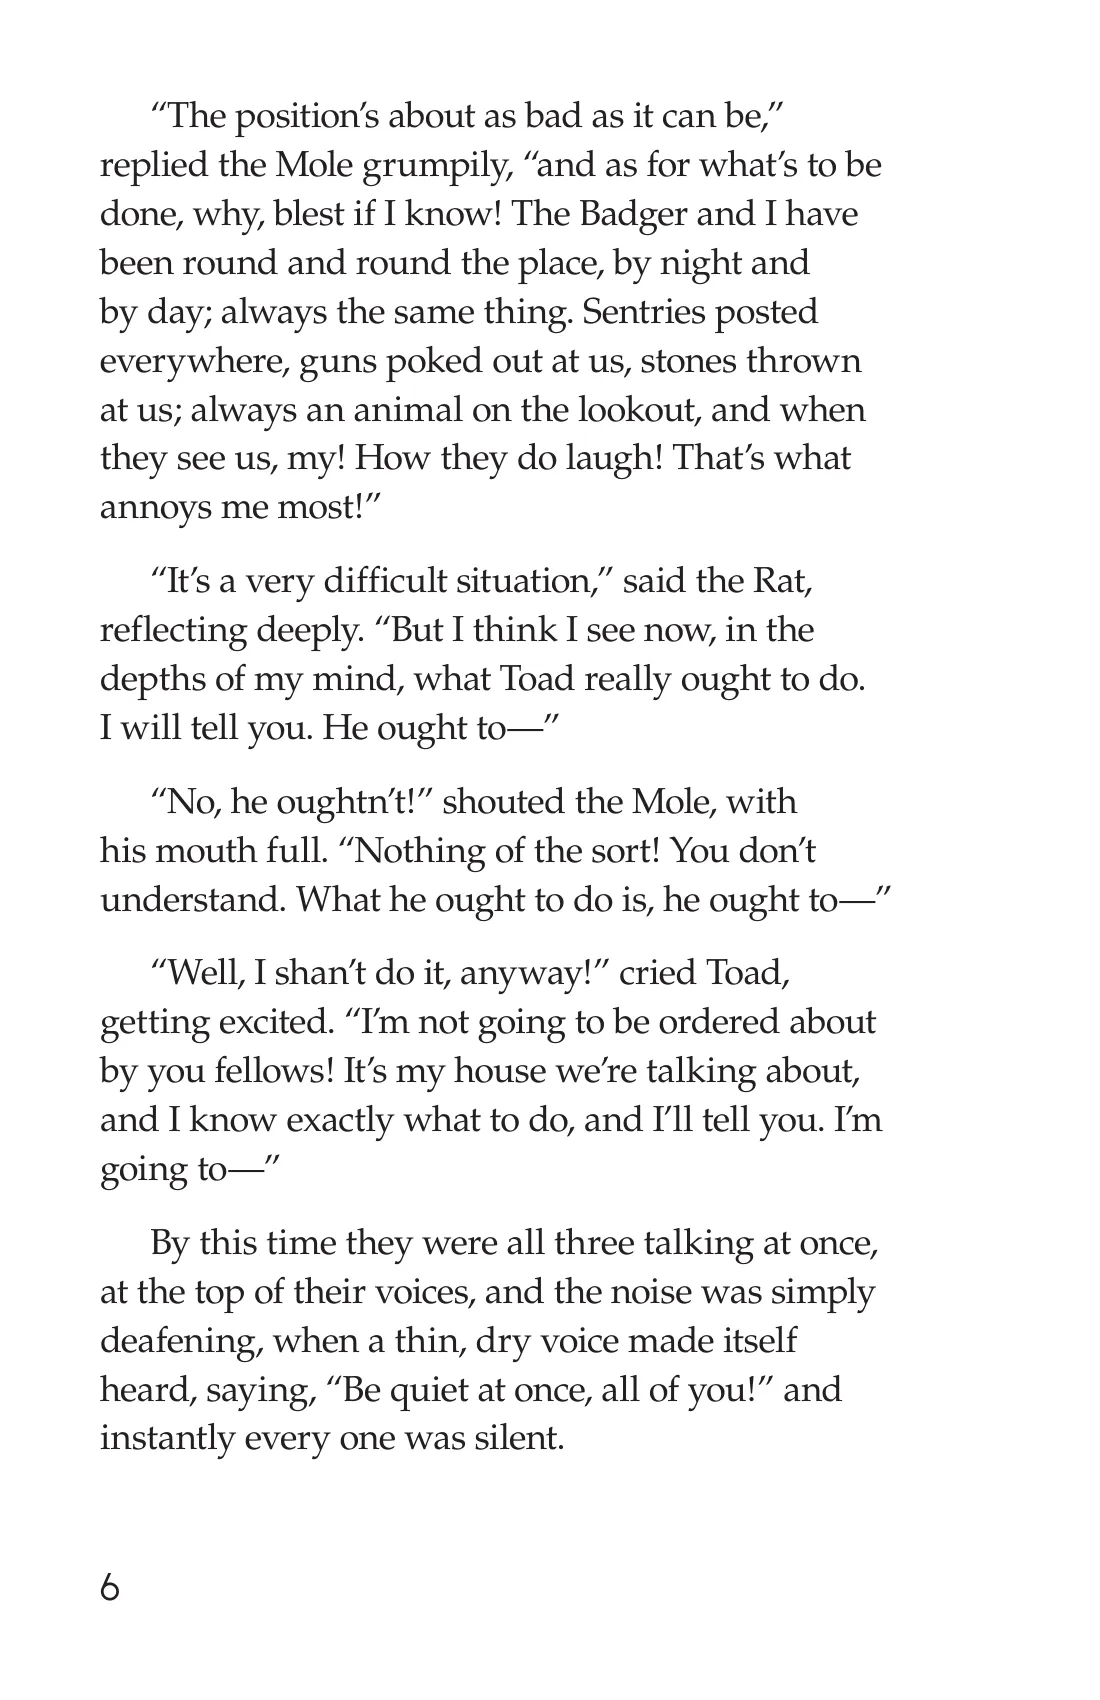 “The position’s about as bad as it can be,”
replied the Mole grumpily, “and as for what’s to be
done, why, blest if I know! The Badger and I have
been round and round the place, by night and
by day; always the same thing. Sentries posted
everywhere, guns poked out at us, stones thrown
at us; always an animal on the lookout, and when
they see us, my! How they do laugh! That’s what
annoys me most!”
“It’s a very difficult situation,” said the Rat,
reflecting deeply. “But I think I see now, in the
depths of my mind, what Toad really ought to do.
I will tell you. He ought to—”
“No, he oughtn’t!” shouted the Mole, with
his mouth full. “Nothing of the sort! You don’t
understand. What he ought to do is, he ought to—”
“Well, I shan’t do it, anyway!” cried Toad,
getting excited. “I’m not going to be ordered about
by you fellows! It’s my house we’re talking about,
and I know exactly what to do, and I’ll tell you. I’m
going to—”
By this time they were all three talking at once,
at the top of their voices, and the noise was simply
deafening, when a thin, dry voice made itself
heard, saying, “Be quiet at once, all of you!” and
instantly every one was silent.
6